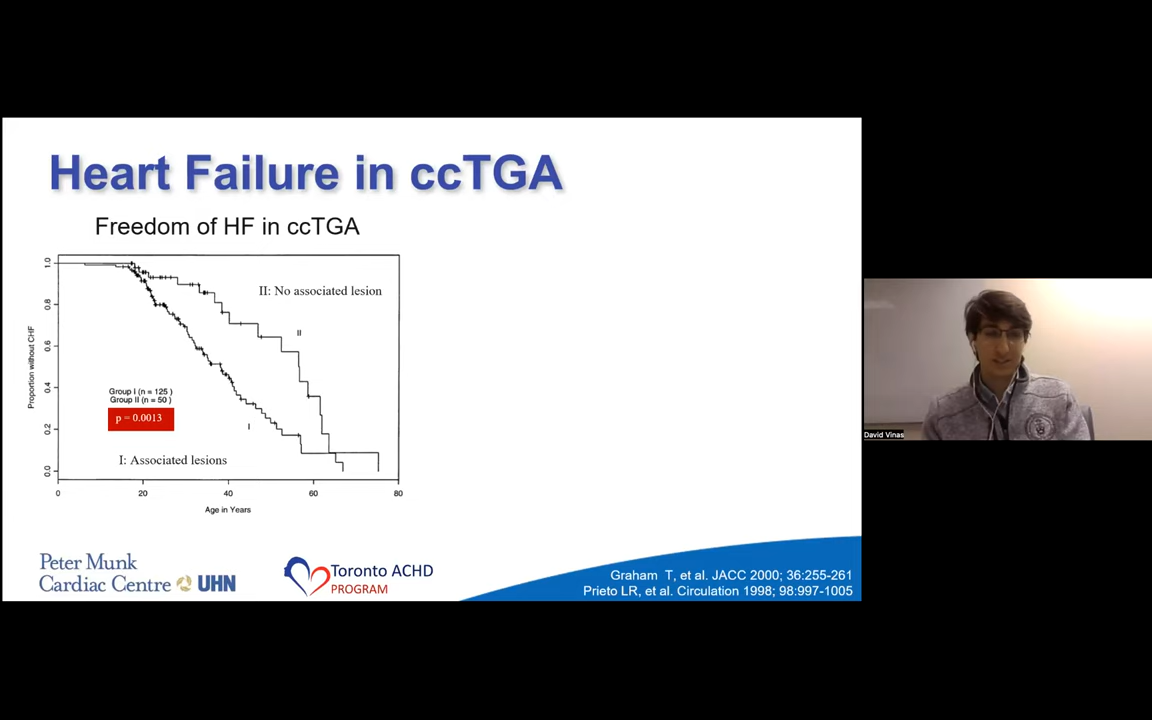 Heart Failure in ccTGA
Freedom of HF in ccTGA
Proportion without CHF
1.0
0.8
0.6
0.4
0.2
0.0
II: No associated lesion
II
Group I (n = 125 )
Group II (n = 50 )
p = 0.0013
I
I: Associated lesions
0 20 40 60 80
Age in Years
Peter Munk
Cardiac Centre UHN
Toronto ACHD
PROGRAM
Graham T, et al. JACC 2000; 36:255-261
Prieto LR, et al. Circulation 1998; 98:997-1005
David Vinas